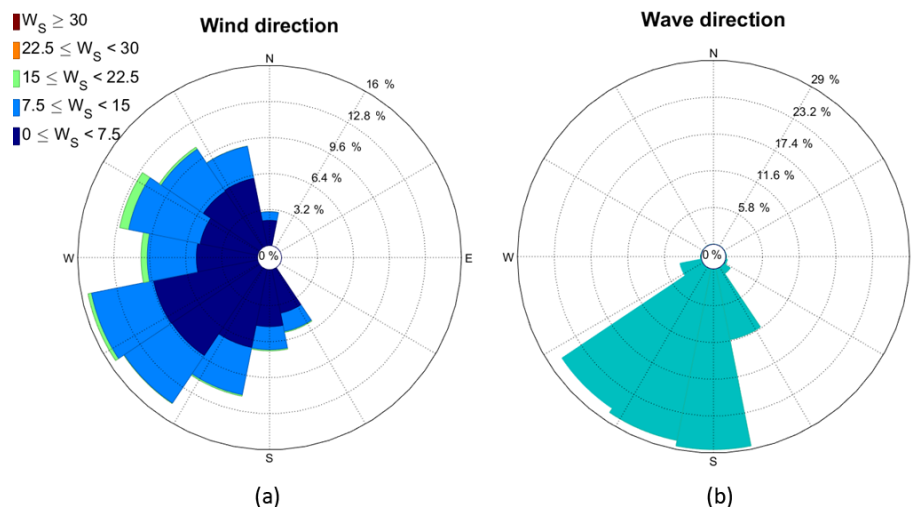 W_S ≥ 30
22.5 ≤ W_S < 30
15 ≤ W_S < 22.5
7.5 ≤ W_S < 15
0 ≤ W_S < 7.5
Wind direction
N
16 %
12.8 %
9.6 %
6.4 %
3.2 %
0 %
W
E
S
(a)
Wave direction
N
29 %
23.2 %
17.4 %
11.6 %
5.8 %
0 %
W
E
S
(b)